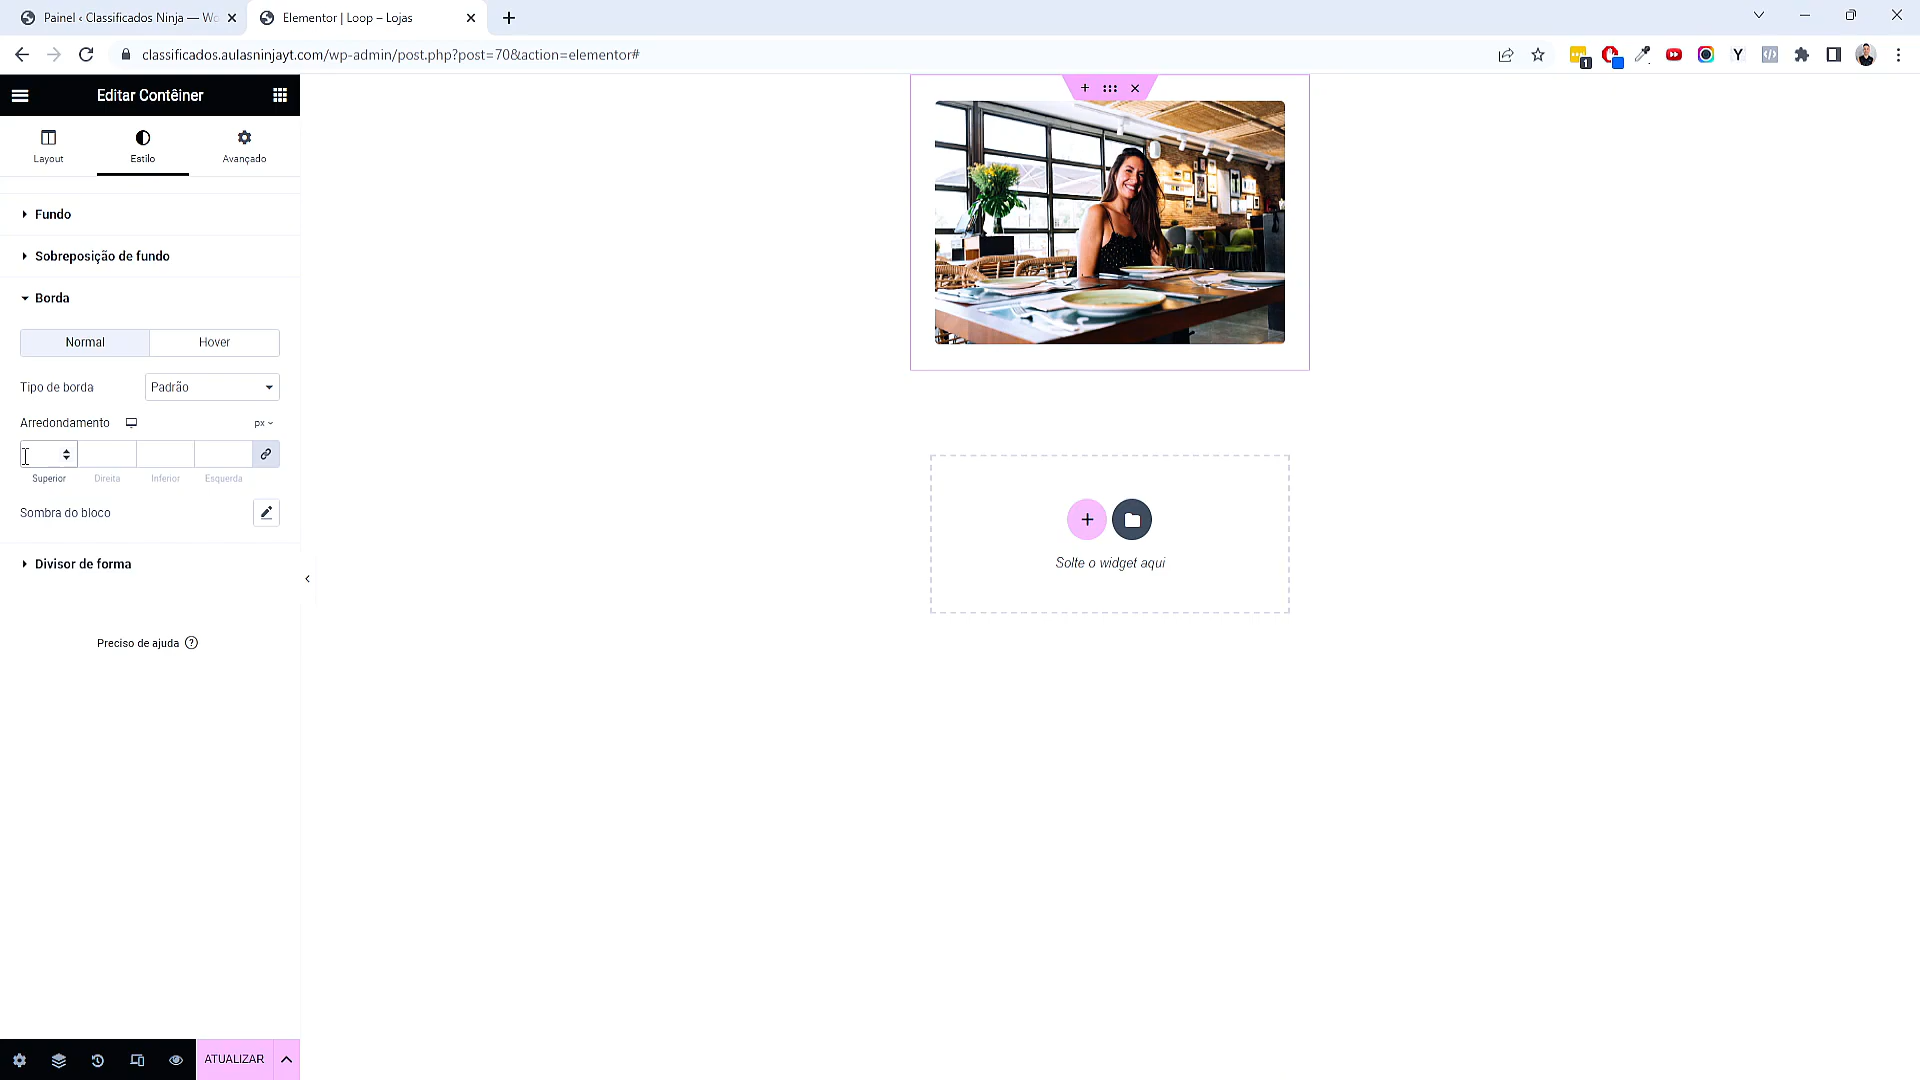 Painel ‹ Classificados Ninja — Wo
Elementor | Loop – Lojas
classificados.aulasninjayt.com/wp-admin/post.php?post=70&action=elementor#
1
Y
Editar Contêiner
Layout
Estilo
Avançado
Fundo
Sobreposição de fundo
Borda
Normal
Hover
Tipo de borda
Padrão
Arredondamento
px
Superior
Direita
Inferior
Esquerda
Sombra do bloco
Divisor de forma
Preciso de ajuda
Solte o widget aqui
ATUALIZAR